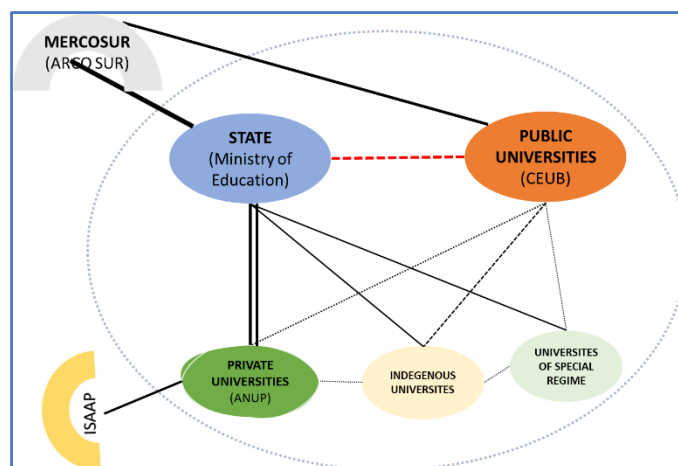 MERCOSUR
(ARCO SUR)
STATE
(Ministry of
Education)
PUBLIC
UNIVERSITIES
(CEUB)
PRIVATE
UNIVERSITIES
(ANUP)
INDEGENOUS
UNIVERSITES
UNIVERSITES
OF SPECIAL
REGIME
ISAAP